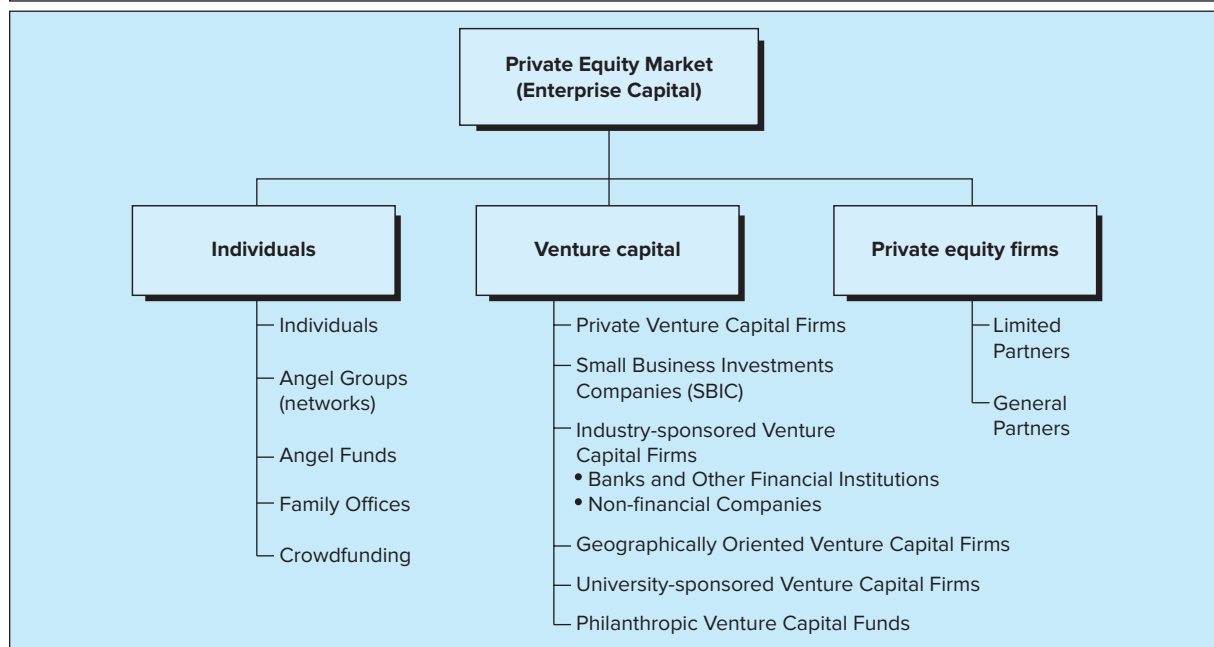 Private Equity Market
(Enterprise Capital)
Individuals
Individuals
Angel Groups
(networks)
Angel Funds
Family Offices
Crowdfunding
Venture capital
Private Venture Capital Firms
Small Business Investments
Companies (SBIC)
Industry-sponsored Venture
Capital Firms
• Banks and Other Financial Institutions
• Non-financial Companies
Geographically Oriented Venture Capital Firms
University-sponsored Venture Capital Firms
Philanthropic Venture Capital Funds
Private equity firms
Limited
Partners
General
Partners